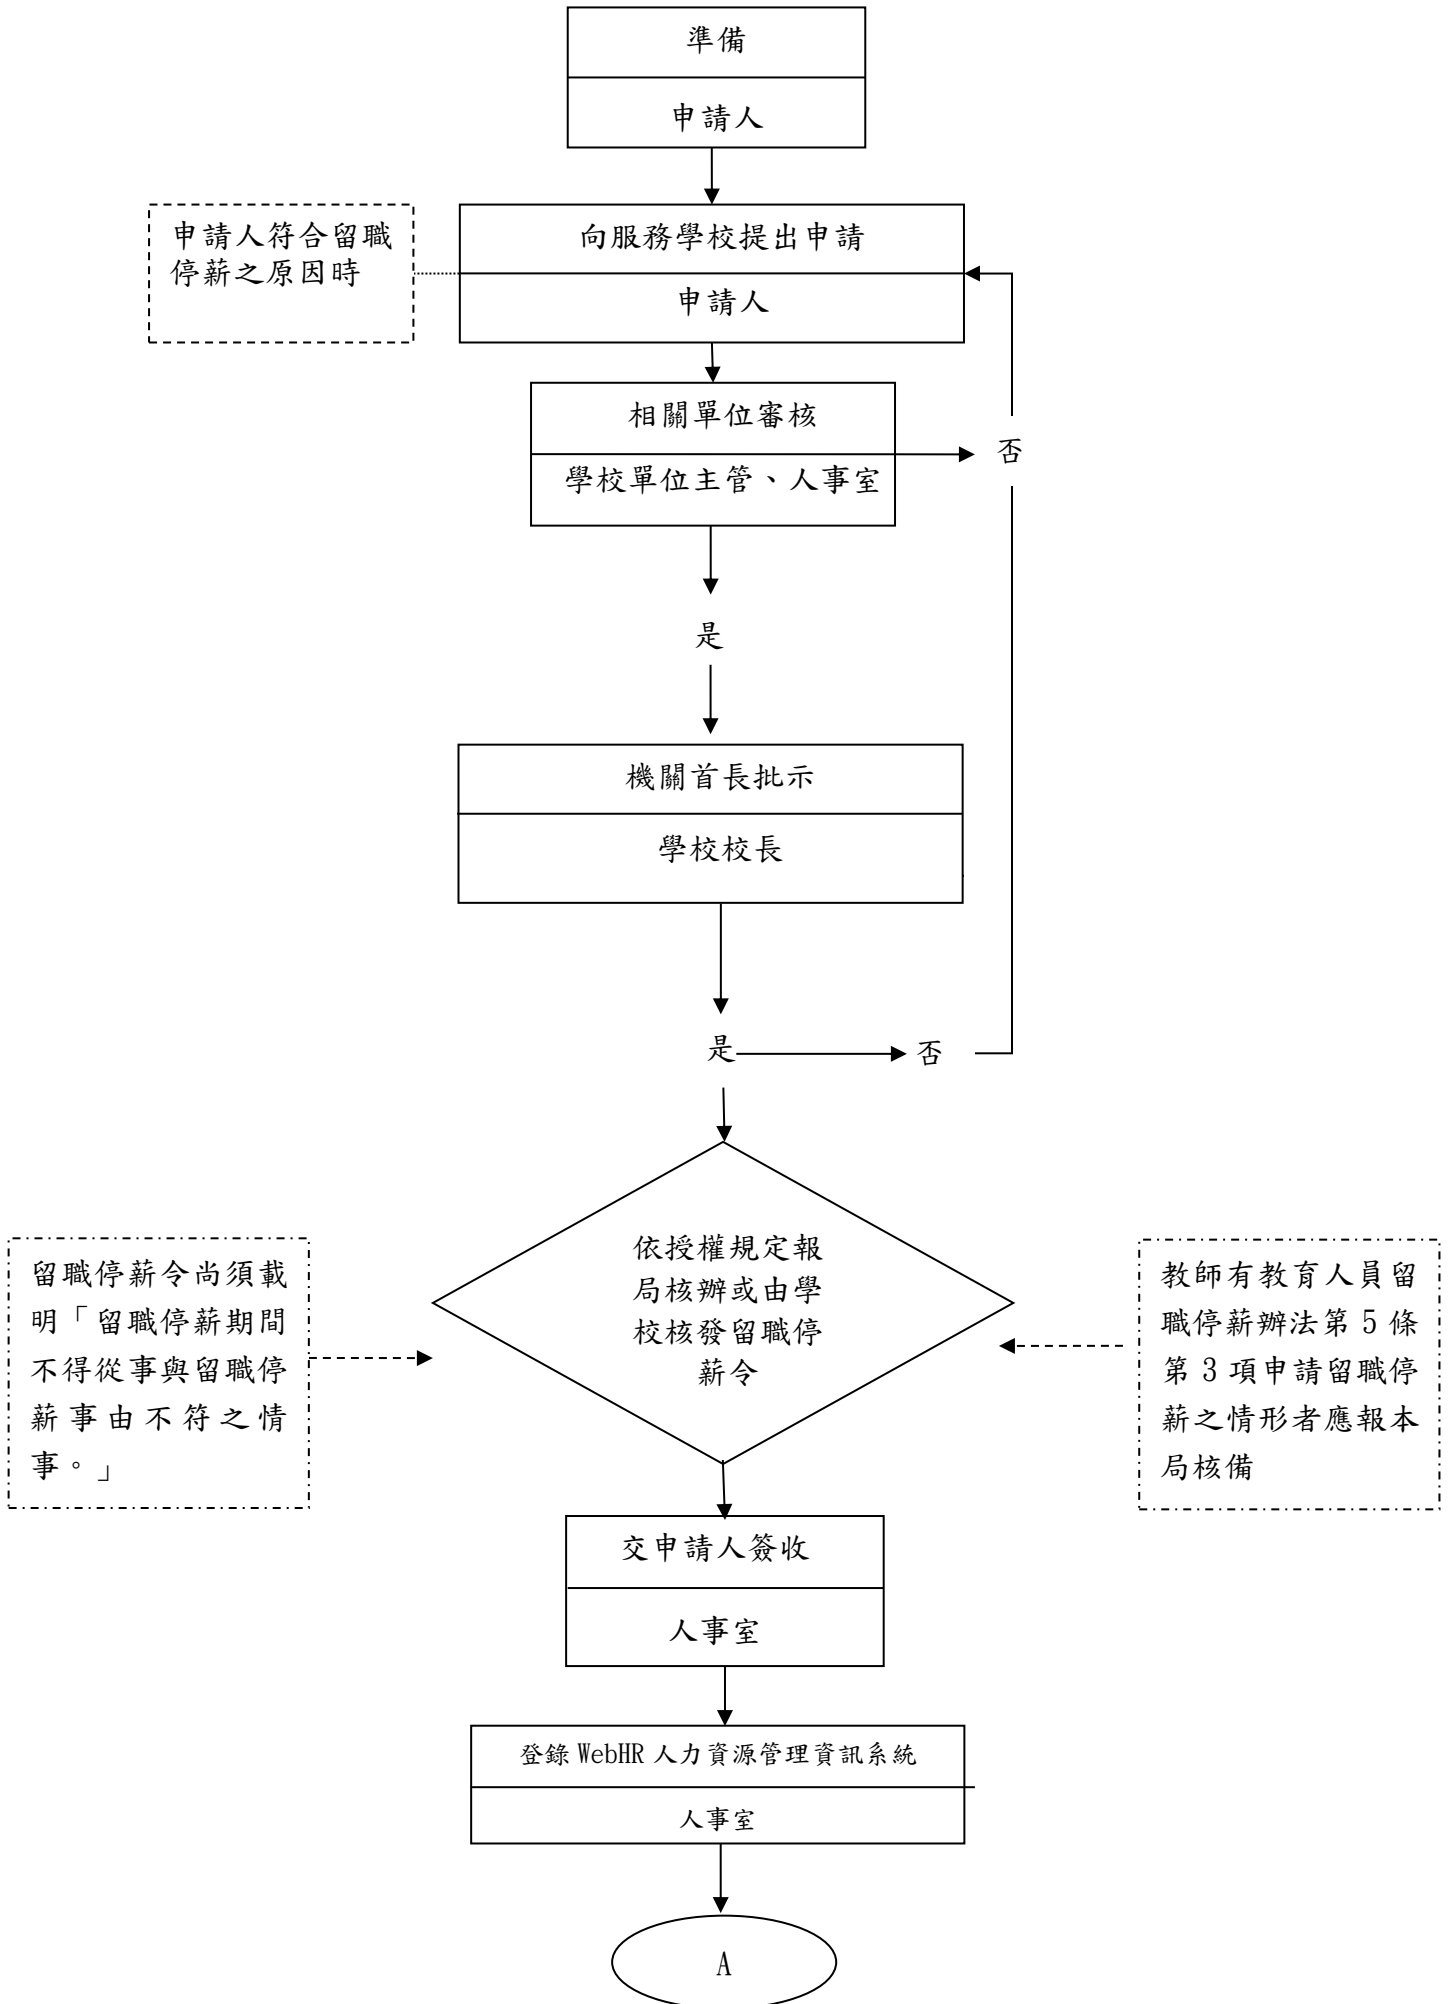 準備
申請人
申請人符合留職
停薪之原因時
向服務學校提出申請
申請人
相關單位審核
學校單位主管、人事室
否
是
機關首長批示
學校校長
是
否
依授權規定報
局核辦或由學
校核發留職停
薪令
留職停薪令尚須載
明「留職停薪期間
不得從事與留職停
薪事由不符之情
事。」
教師有教育人員留
職停薪辦法第 5 條
第 3 項申請留職停
薪之情形者應報本
局核備
交申請人簽收
人事室
登錄 WebHR 人力資源管理資訊系統
人事室
A